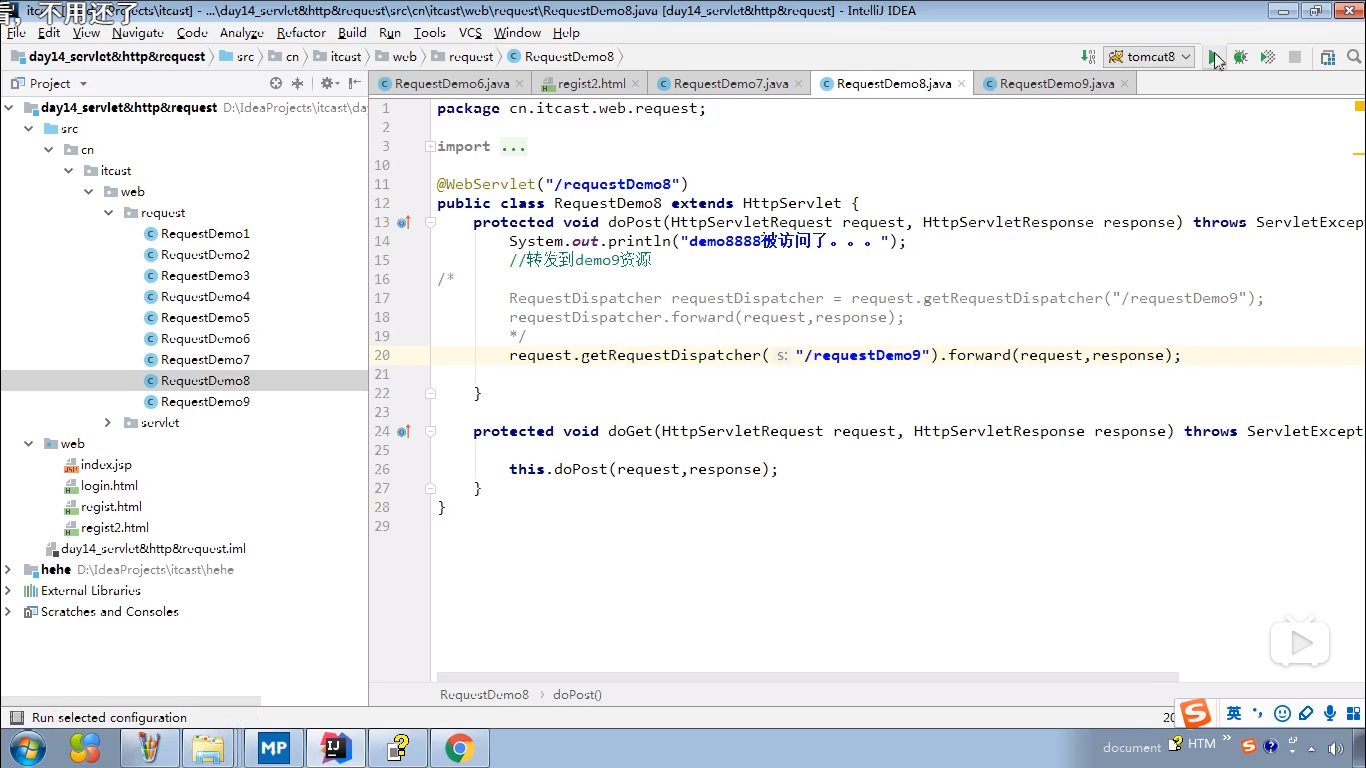 看，不用还了
itcast [D:\IdeaProjects\itcast] - ...\day14_servlet&http&request\src\cn\itcast\web\request\RequestDemo8.java [day14_servlet&http&request] - IntelliJ IDEA
File Edit View Navigate Code Analyze Refactor Build Run Tools VCS Window Help
day14_servlet&http&request src cn itcast web request RequestDemo8 tomcat8
Project RequestDemo6.java regist2.html RequestDemo7.java RequestDemo8.java RequestDemo9.java
day14_servlet&http&request D:\IdeaProjects\itcast\da
src
cn
itcast
web
request
RequestDemo1
RequestDemo2
RequestDemo3
RequestDemo4
RequestDemo5
RequestDemo6
RequestDemo7
RequestDemo8
RequestDemo9
servlet
web
index.jsp
login.html
regist.html
regist2.html
day14_servlet&http&request.iml
hehe D:\IdeaProjects\itcast\hehe
External Libraries
Scratches and Consoles
1 package cn.itcast.web.request;
2
3 import ...
10
11 @WebServlet("/requestDemo8")
12 public class RequestDemo8 extends HttpServlet {
13 protected void doPost(HttpServletRequest request, HttpServletResponse response) throws ServletExcep
14 System.out.println("demo8888被访问了。。。");
15 //转发到demo9资源
16 /*
17 RequestDispatcher requestDispatcher = request.getRequestDispatcher("/requestDemo9");
18 requestDispatcher.forward(request,response);
19 */
20 request.getRequestDispatcher( s: "/requestDemo9").forward(request,response);
21
22 }
23
24 protected void doGet(HttpServletRequest request, HttpServletResponse response) throws ServletExcept
25
26 this.doPost(request,response);
27 }
28 }
29
RequestDemo8 doPost()
Run selected configuration 20
英
MP
document HTM